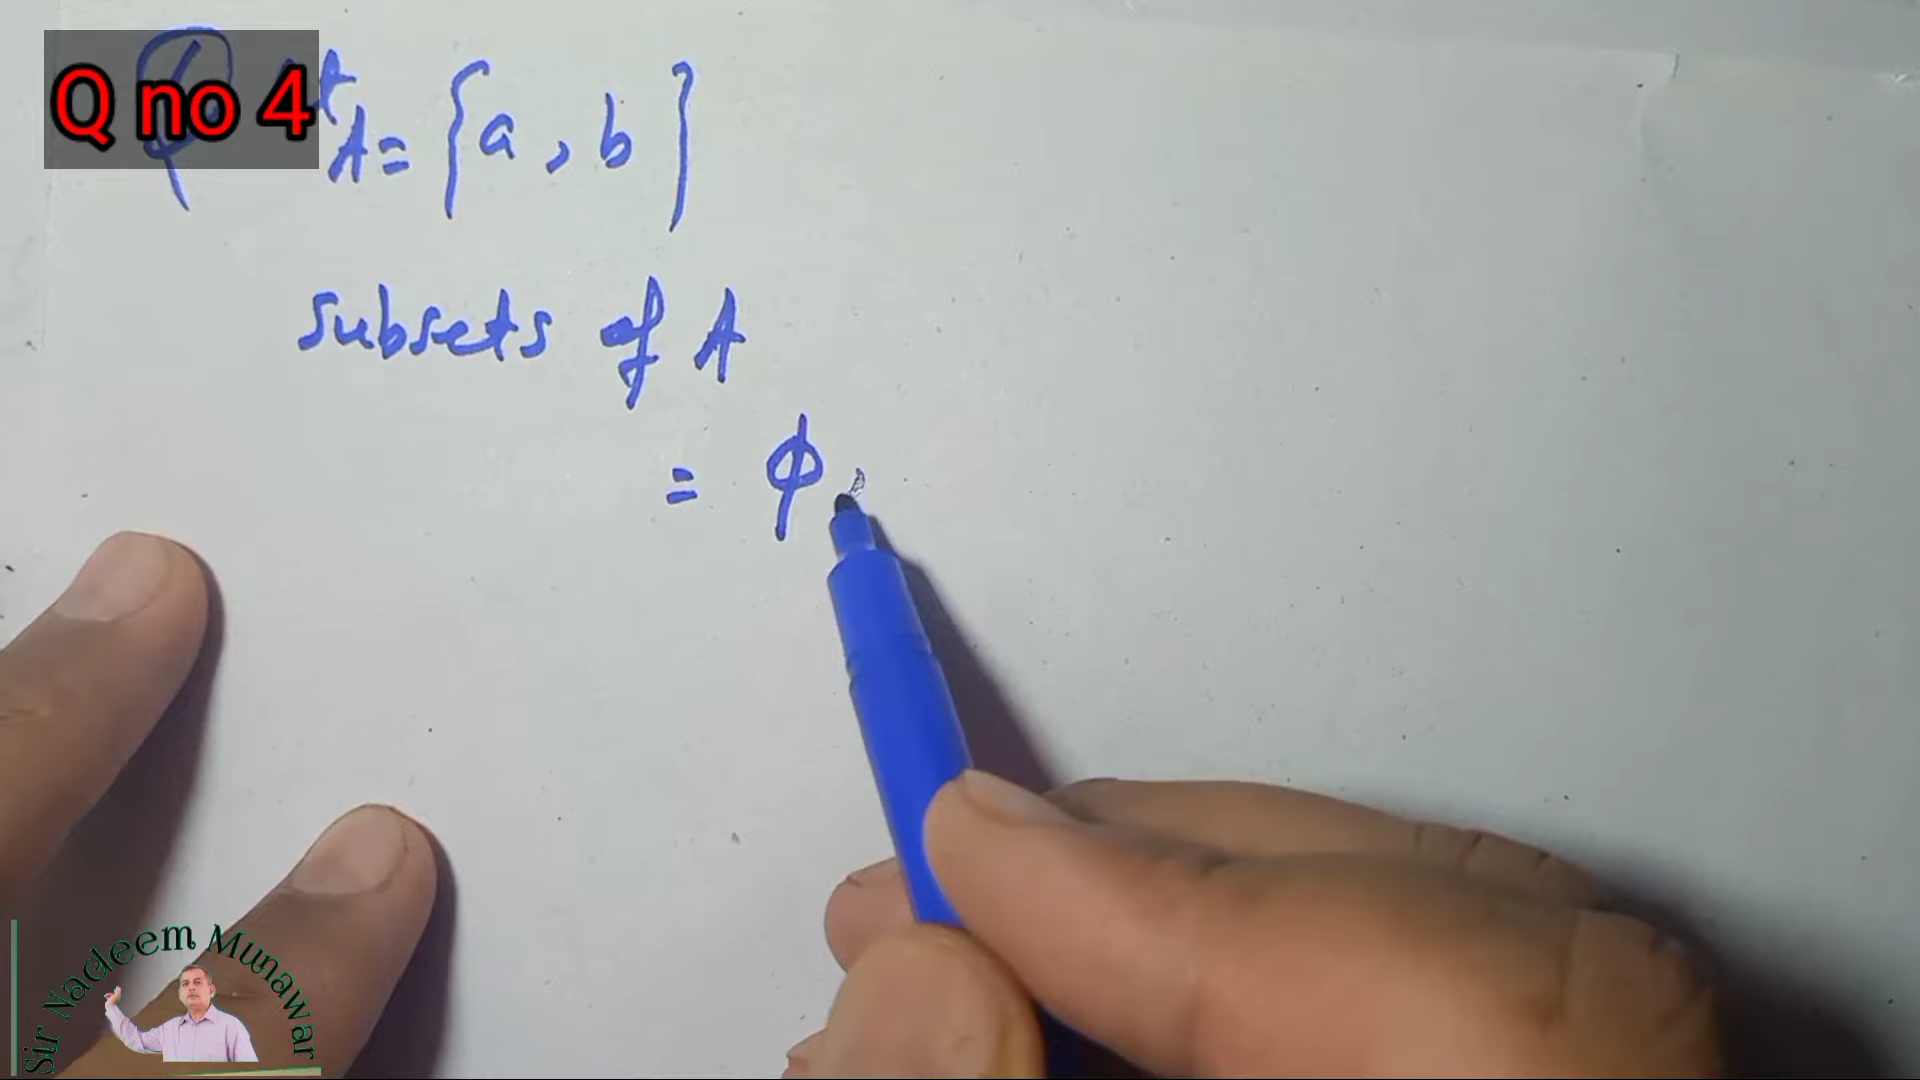 Q no 4
A = {a, b}
subsets of A
= φ,
Sir Nadeem Munawar